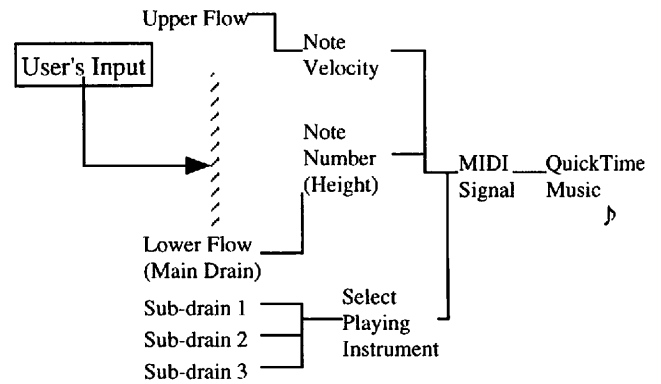 Upper Flow
User's Input
Note
Velocity
Note
Number
(Height)
MIDI
Signal
QuickTime
Music
♪
Lower Flow
(Main Drain)
Sub-drain 1
Sub-drain 2
Sub-drain 3
Select
Playing
Instrument